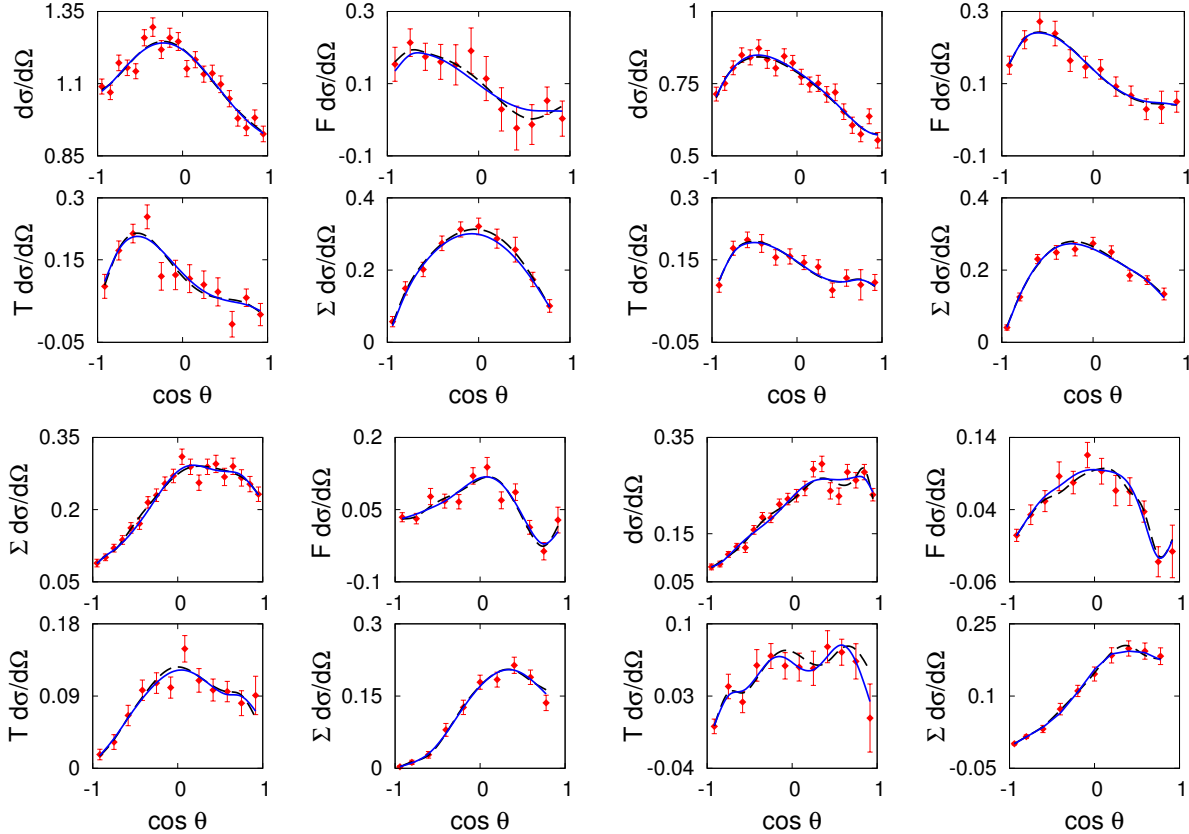 1.35 0.3 1 0.3
dσ/dΩ F dσ/dΩ dσ/dΩ F dσ/dΩ
1.1 0.1 0.75 0.1
0.85 -0.1 0.5 -0.1
-1 0 1 -1 0 1 -1 0 1 -1 0 1
0.3 0.4 0.3 0.4
T dσ/dΩ Σ dσ/dΩ T dσ/dΩ Σ dσ/dΩ
0.15 0.2 0.15 0.2
-0.05 0 -0.05 0
-1 0 1 -1 0 1 -1 0 1 -1 0 1
cos θ cos θ cos θ cos θ
0.35 0.2 0.35 0.14
Σ dσ/dΩ F dσ/dΩ dσ/dΩ F dσ/dΩ
0.2 0.05 0.15 0.04
0.05 -0.1 0.05 -0.06
-1 0 1 -1 0 1 -1 0 1 -1 0 1
0.18 0.3 0.1 0.25
T dσ/dΩ Σ dσ/dΩ T dσ/dΩ Σ dσ/dΩ
0.09 0.15 0.03 0.1
0 0 -0.04 -0.05
-1 0 1 -1 0 1 -1 0 1 -1 0 1
cos θ cos θ cos θ cos θ